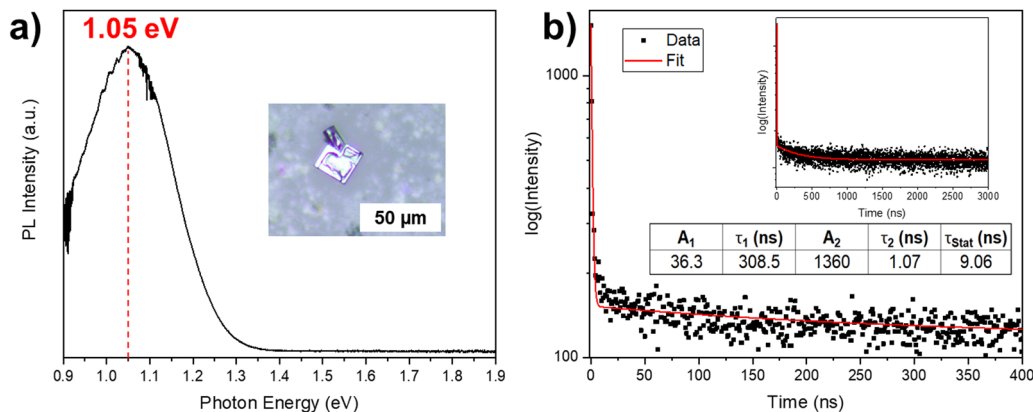 a)
1.05 eV
PL Intensity (a.u.)
50 µm
0.9 1.0 1.1 1.2 1.3 1.4 1.5 1.6 1.7 1.8 1.9
Photon Energy (eV)
b)
Data
Fit
log(Intensity)
1000
100
log(Intensity)
0 500 1000 1500 2000 2500 3000
Time (ns)
A1 τ1 (ns) A2 τ2 (ns) τStat (ns)
36.3 308.5 1360 1.07 9.06
0 50 100 150 200 250 300 350 400
Time (ns)